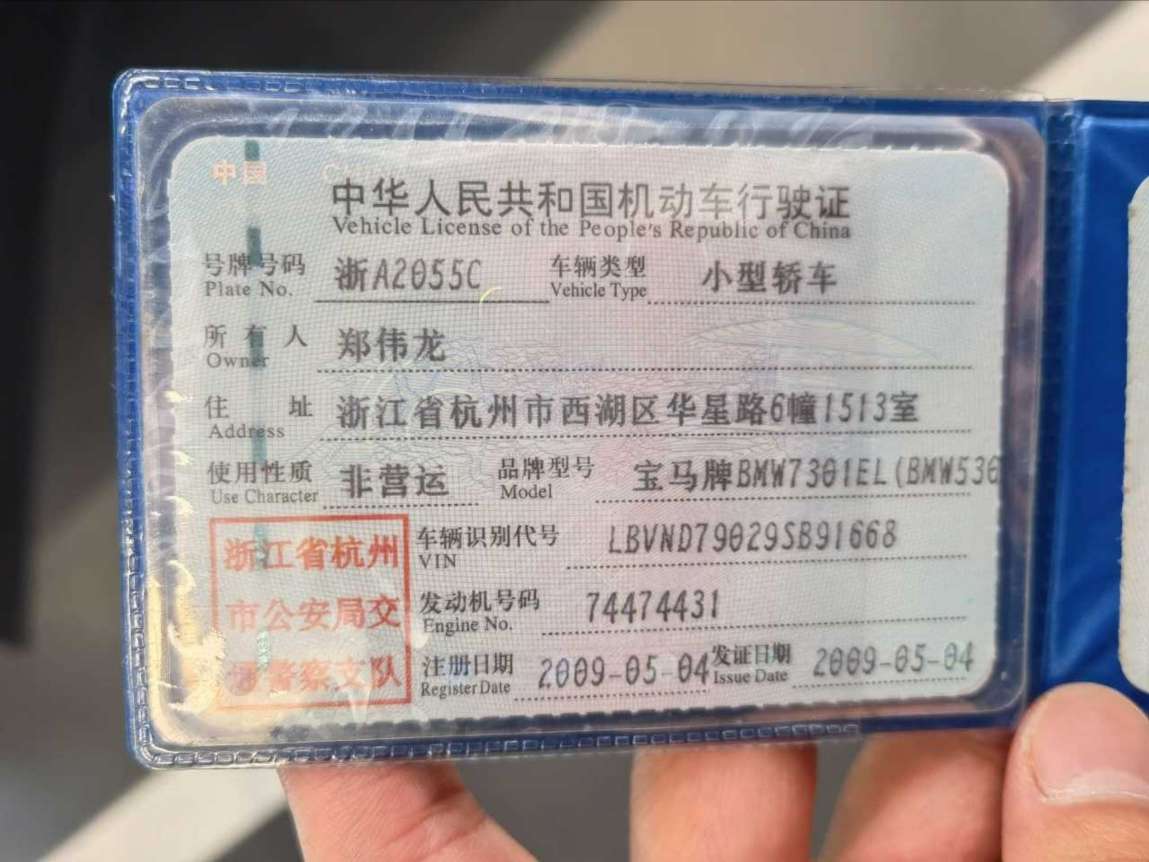 中国
中华人民共和国机动车行驶证
Vehicle License of the People's Republic of China
号牌号码 浙A2055C 车辆类型 小型轿车
Plate No. Vehicle Type
所有人 郑伟龙
Owner
住址 浙江省杭州市西湖区华星路6幢1513室
Address
使用性质 非营运 品牌型号 宝马牌BMW7301EL(BMW530
Use Character Model
浙江省杭州 车辆识别代号 LBVND79029SB91668
VIN
市公安局交 发动机号码 74474431
Engine No.
警察支队 注册日期 2009-05-04 发证日期 2009-05-04
Register Date Issue Date